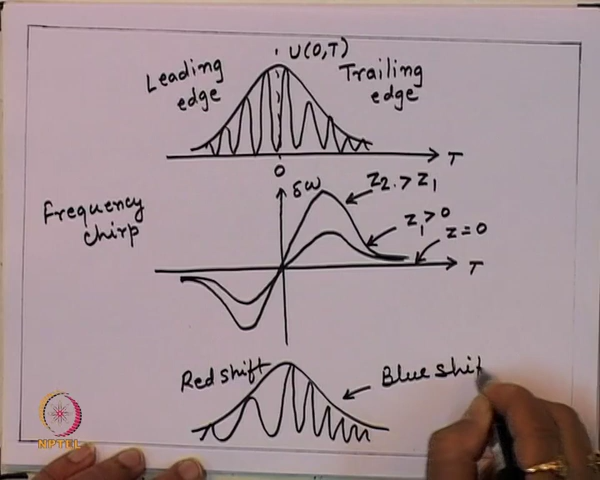 U(0,T)
Leading
edge
Trailing
edge
T
0
δω
z2 > z1
Frequency
chirp
z1 > 0
z = 0
T
Red shift
Blue shif
NPTEL